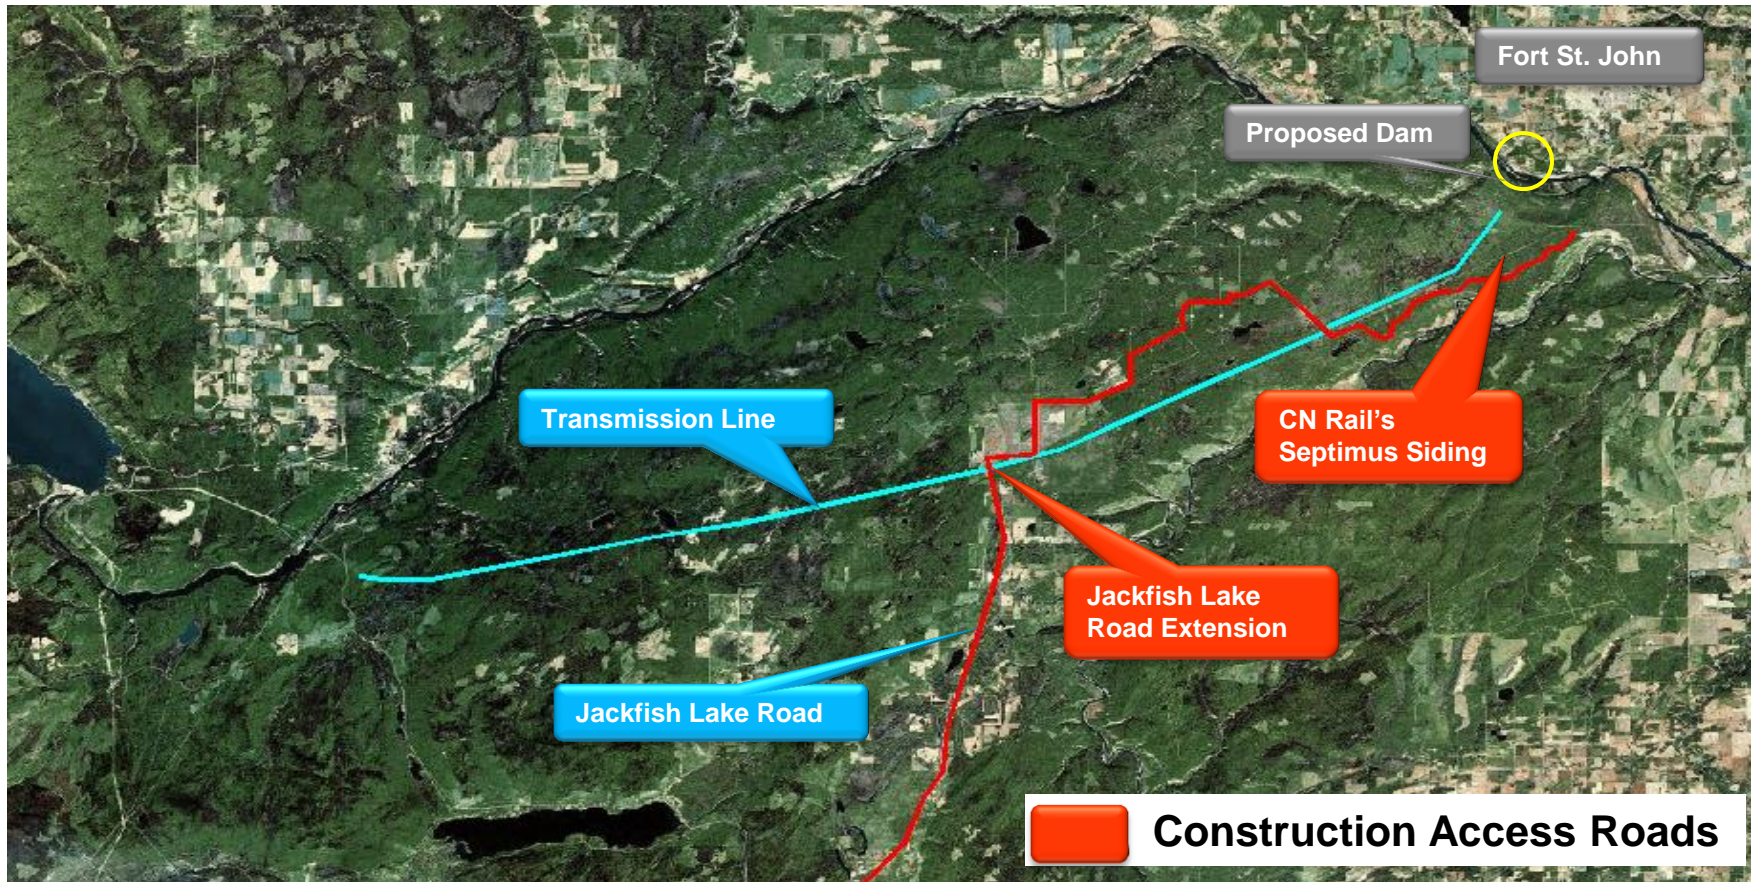 Fort St. John
Proposed Dam
Transmission Line
CN Rail’s
Septimus Siding
Jackfish Lake
Road Extension
Jackfish Lake Road
Construction Access Roads